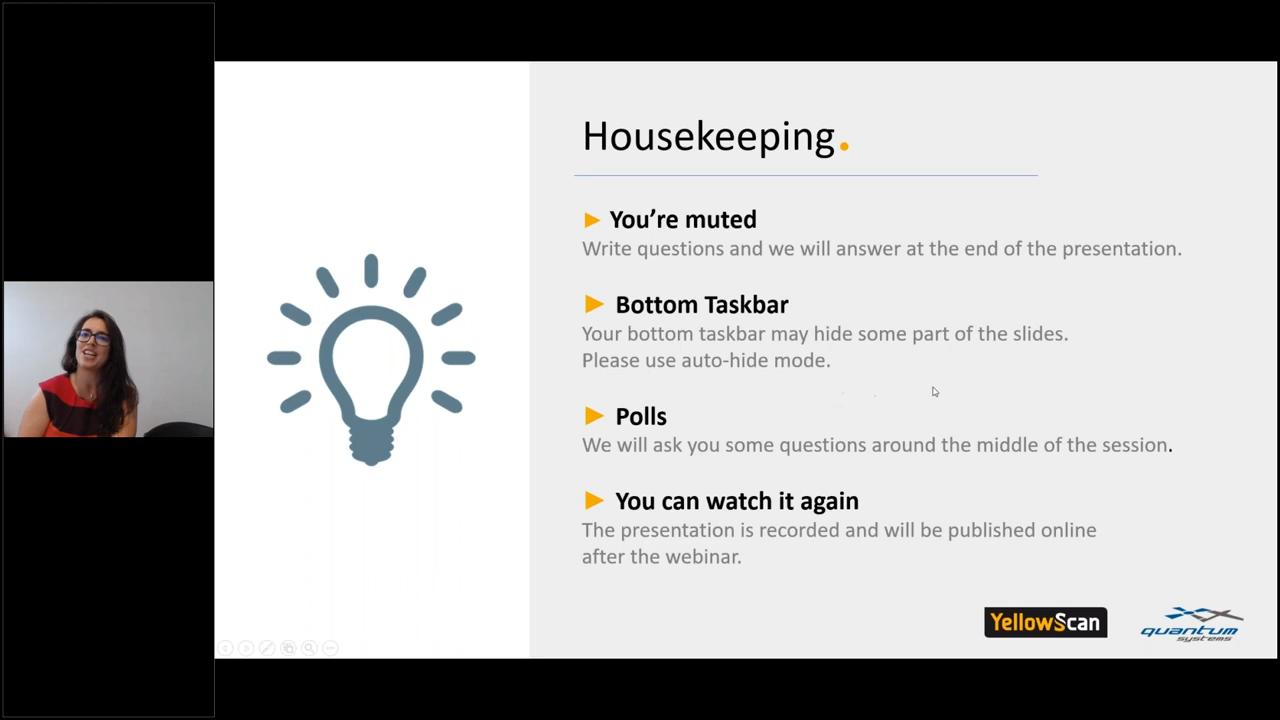 Housekeeping.
You're muted
Write questions and we will answer at the end of the presentation.
Bottom Taskbar
Your bottom taskbar may hide some part of the slides.
Please use auto-hide mode.
Polls
We will ask you some questions around the middle of the session.
You can watch it again
The presentation is recorded and will be published online
after the webinar.
YellowScan
quantum
systems